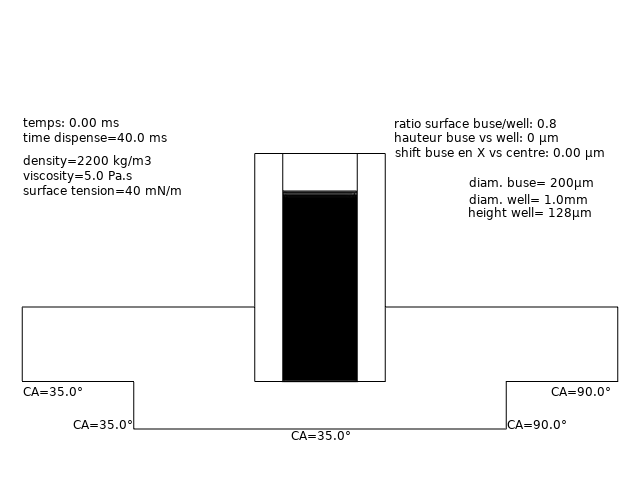 temps: 0.00 ms
time dispense=40.0 ms
density=2200 kg/m3
viscosity=5.0 Pa.s
surface tension=40 mN/m
ratio surface buse/well: 0.8
hauteur buse vs well: 0 µm
shift buse en X vs centre: 0.00 µm
diam. buse= 200µm
diam. well= 1.0mm
height well= 128µm
CA=35.0°
CA=90.0°
CA=35.0°
CA=35.0°
CA=90.0°